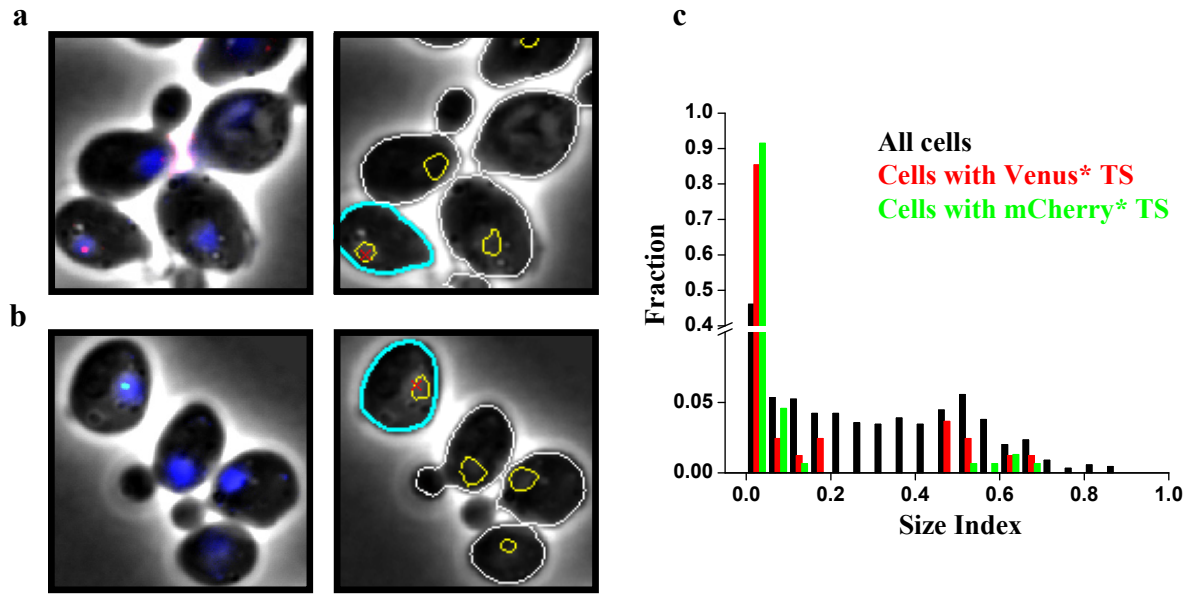 a
b
c
1.0
0.9
0.8
0.7
0.6
0.5
0.4
0.05
0.00
Fraction
All cells
Cells with Venus* TS
Cells with mCherry* TS
0.0 0.2 0.4 0.6 0.8 1.0
Size Index